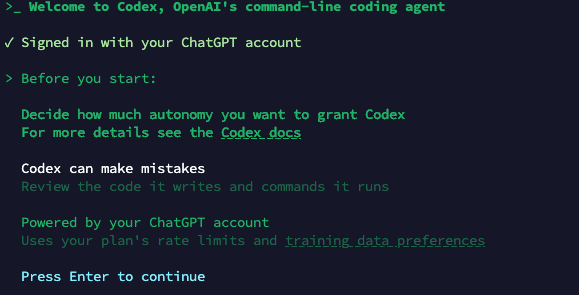 >_ Welcome to Codex, OpenAI's command-line coding agent
✓ Signed in with your ChatGPT account
> Before you start:
Decide how much autonomy you want to grant Codex
For more details see the Codex docs
Codex can make mistakes
Review the code it writes and commands it runs
Powered by your ChatGPT account
Uses your plan's rate limits and training data preferences
Press Enter to continue